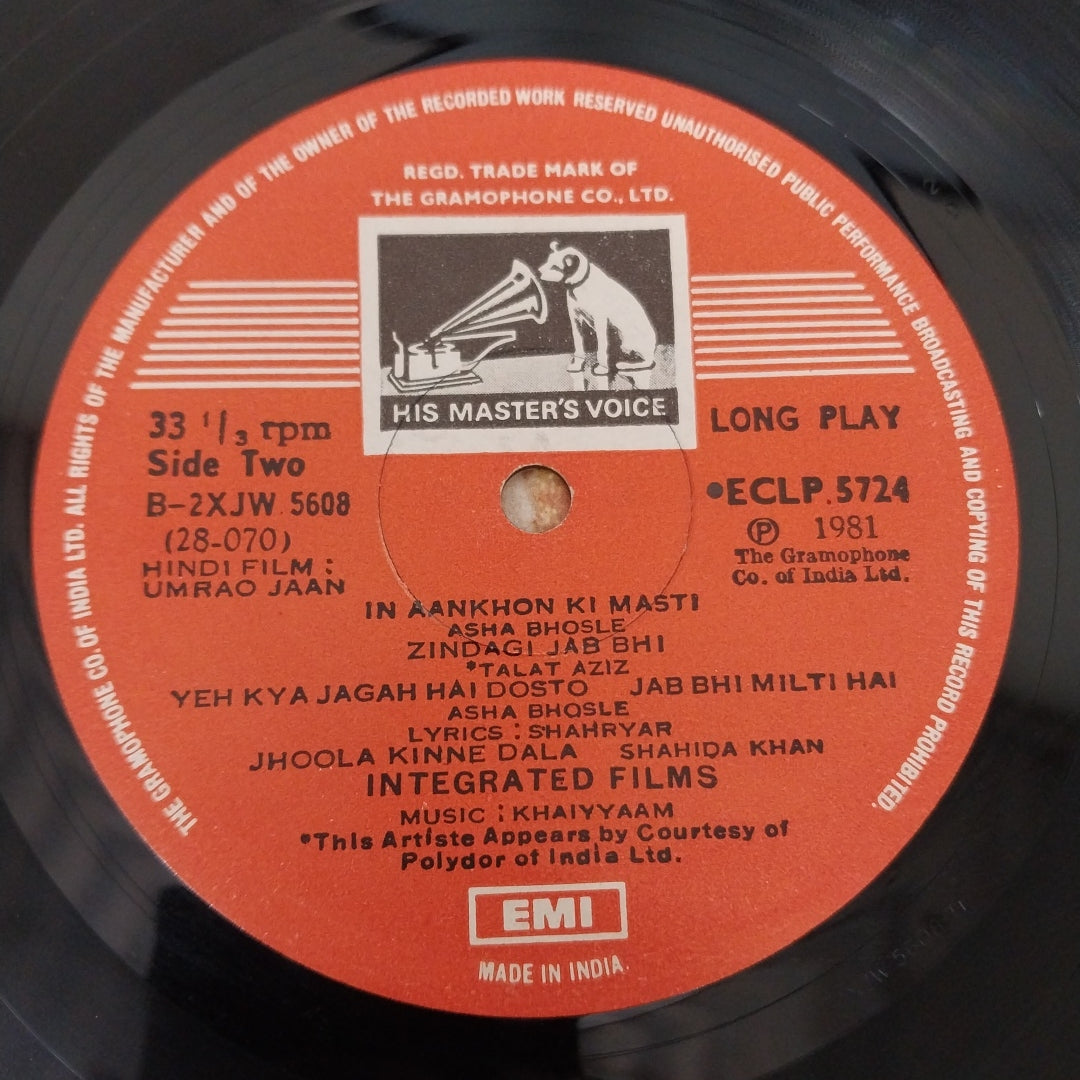 THE GRAMOPHONE CO. OF INDIA LTD. ALL RIGHTS OF THE MANUFACTURER AND OF THE OWNER OF THE RECORDED WORK RESERVED UNAUTHORISED PUBLIC PERFORMANCE BROADCASTING AND COPYING OF THIS RECORD PROHIBITED.
REGD. TRADE MARK OF
THE GRAMOPHONE CO., LTD.
HIS MASTER'S VOICE
33 1/3 rpm
Side Two
B-2XJW 5608
(28-070)
HINDI FILM :
UMRAO JAAN
LONG PLAY
•ECLP. 5724
℗ 1981
The Gramophone
Co. of India Ltd.
IN AANKHON KI MASTI
ASHA BHOSLE
ZINDAGI JAB BHI
*TALAT AZIZ
YEH KYA JAGAH HAI DOSTO JAB BHI MILTI HAI
ASHA BHOSLE
LYRICS : SHAHRYAR
JHOOLA KINNE DALA SHAHIDA KHAN
INTEGRATED FILMS
MUSIC : KHAIYYAAM
*This Artiste Appears by Courtesy of
Polydor of India Ltd.
EMI
MADE IN INDIA